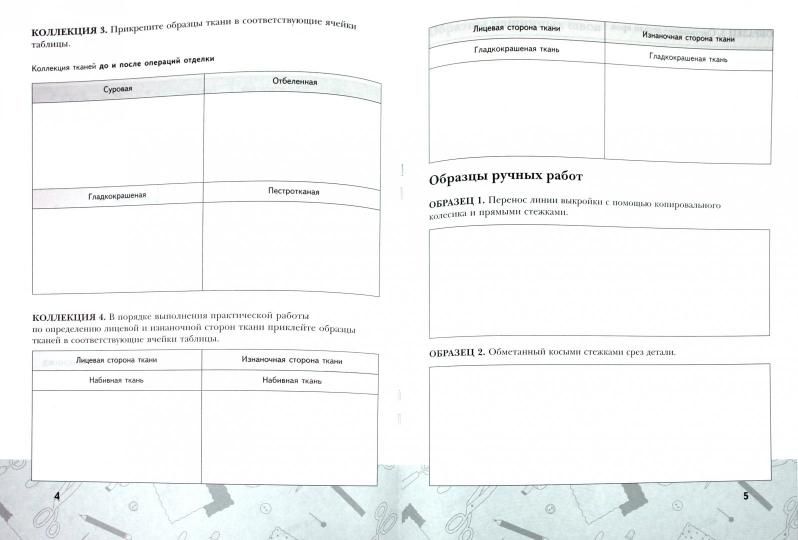 КОЛЛЕКЦИЯ 3. Прикрепите образцы ткани в соответствующие ячейки
таблицы.
Коллекция тканей до и после операций отделки
Суровая
Отбеленная
Гладкокрашеная
Пестротканая
КОЛЛЕКЦИЯ 4. В порядке выполнения практической работы
по определению лицевой и изнаночной сторон ткани приклейте образцы
тканей в соответствующие ячейки таблицы.
Лицевая сторона ткани
Изнаночная сторона ткани
Набивная ткань
Набивная ткань
4
Лицевая сторона ткани
Изнаночная сторона ткани
Гладкокрашеная ткань
Гладкокрашеная ткань
Образцы ручных работ
ОБРАЗЕЦ 1. Перенос линии выкройки с помощью копировального
колесика и прямыми стежками.
ОБРАЗЕЦ 2. Обметанный косыми стежками срез детали.
5